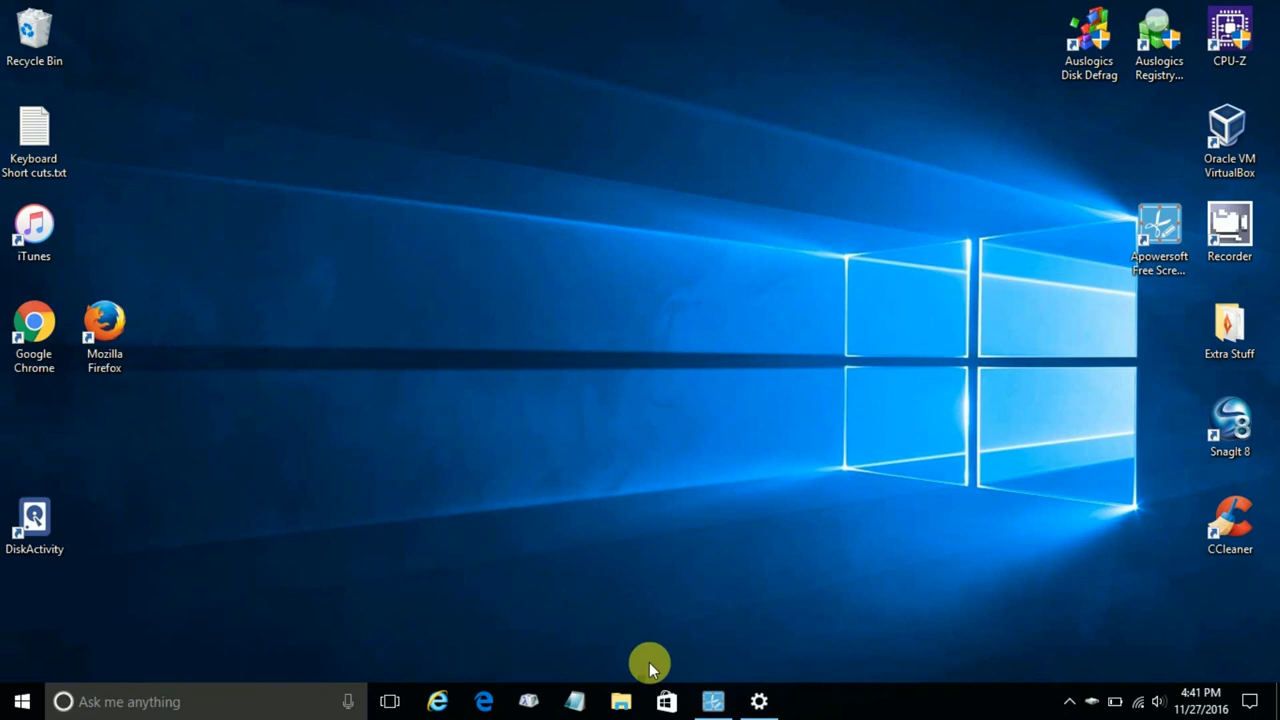 Recycle Bin
Auslogics
Disk Defrag
Auslogics
Registry...
CPU-Z
Keyboard
Short cuts.txt
Oracle VM
VirtualBox
iTunes
Apowersoft
Free Scre...
Recorder
Google
Chrome
Mozilla
Firefox
Extra Stuff
8
SnagIt 8
DiskActivity
CCleaner
Ask me anything
4:41 PM
11/27/2016